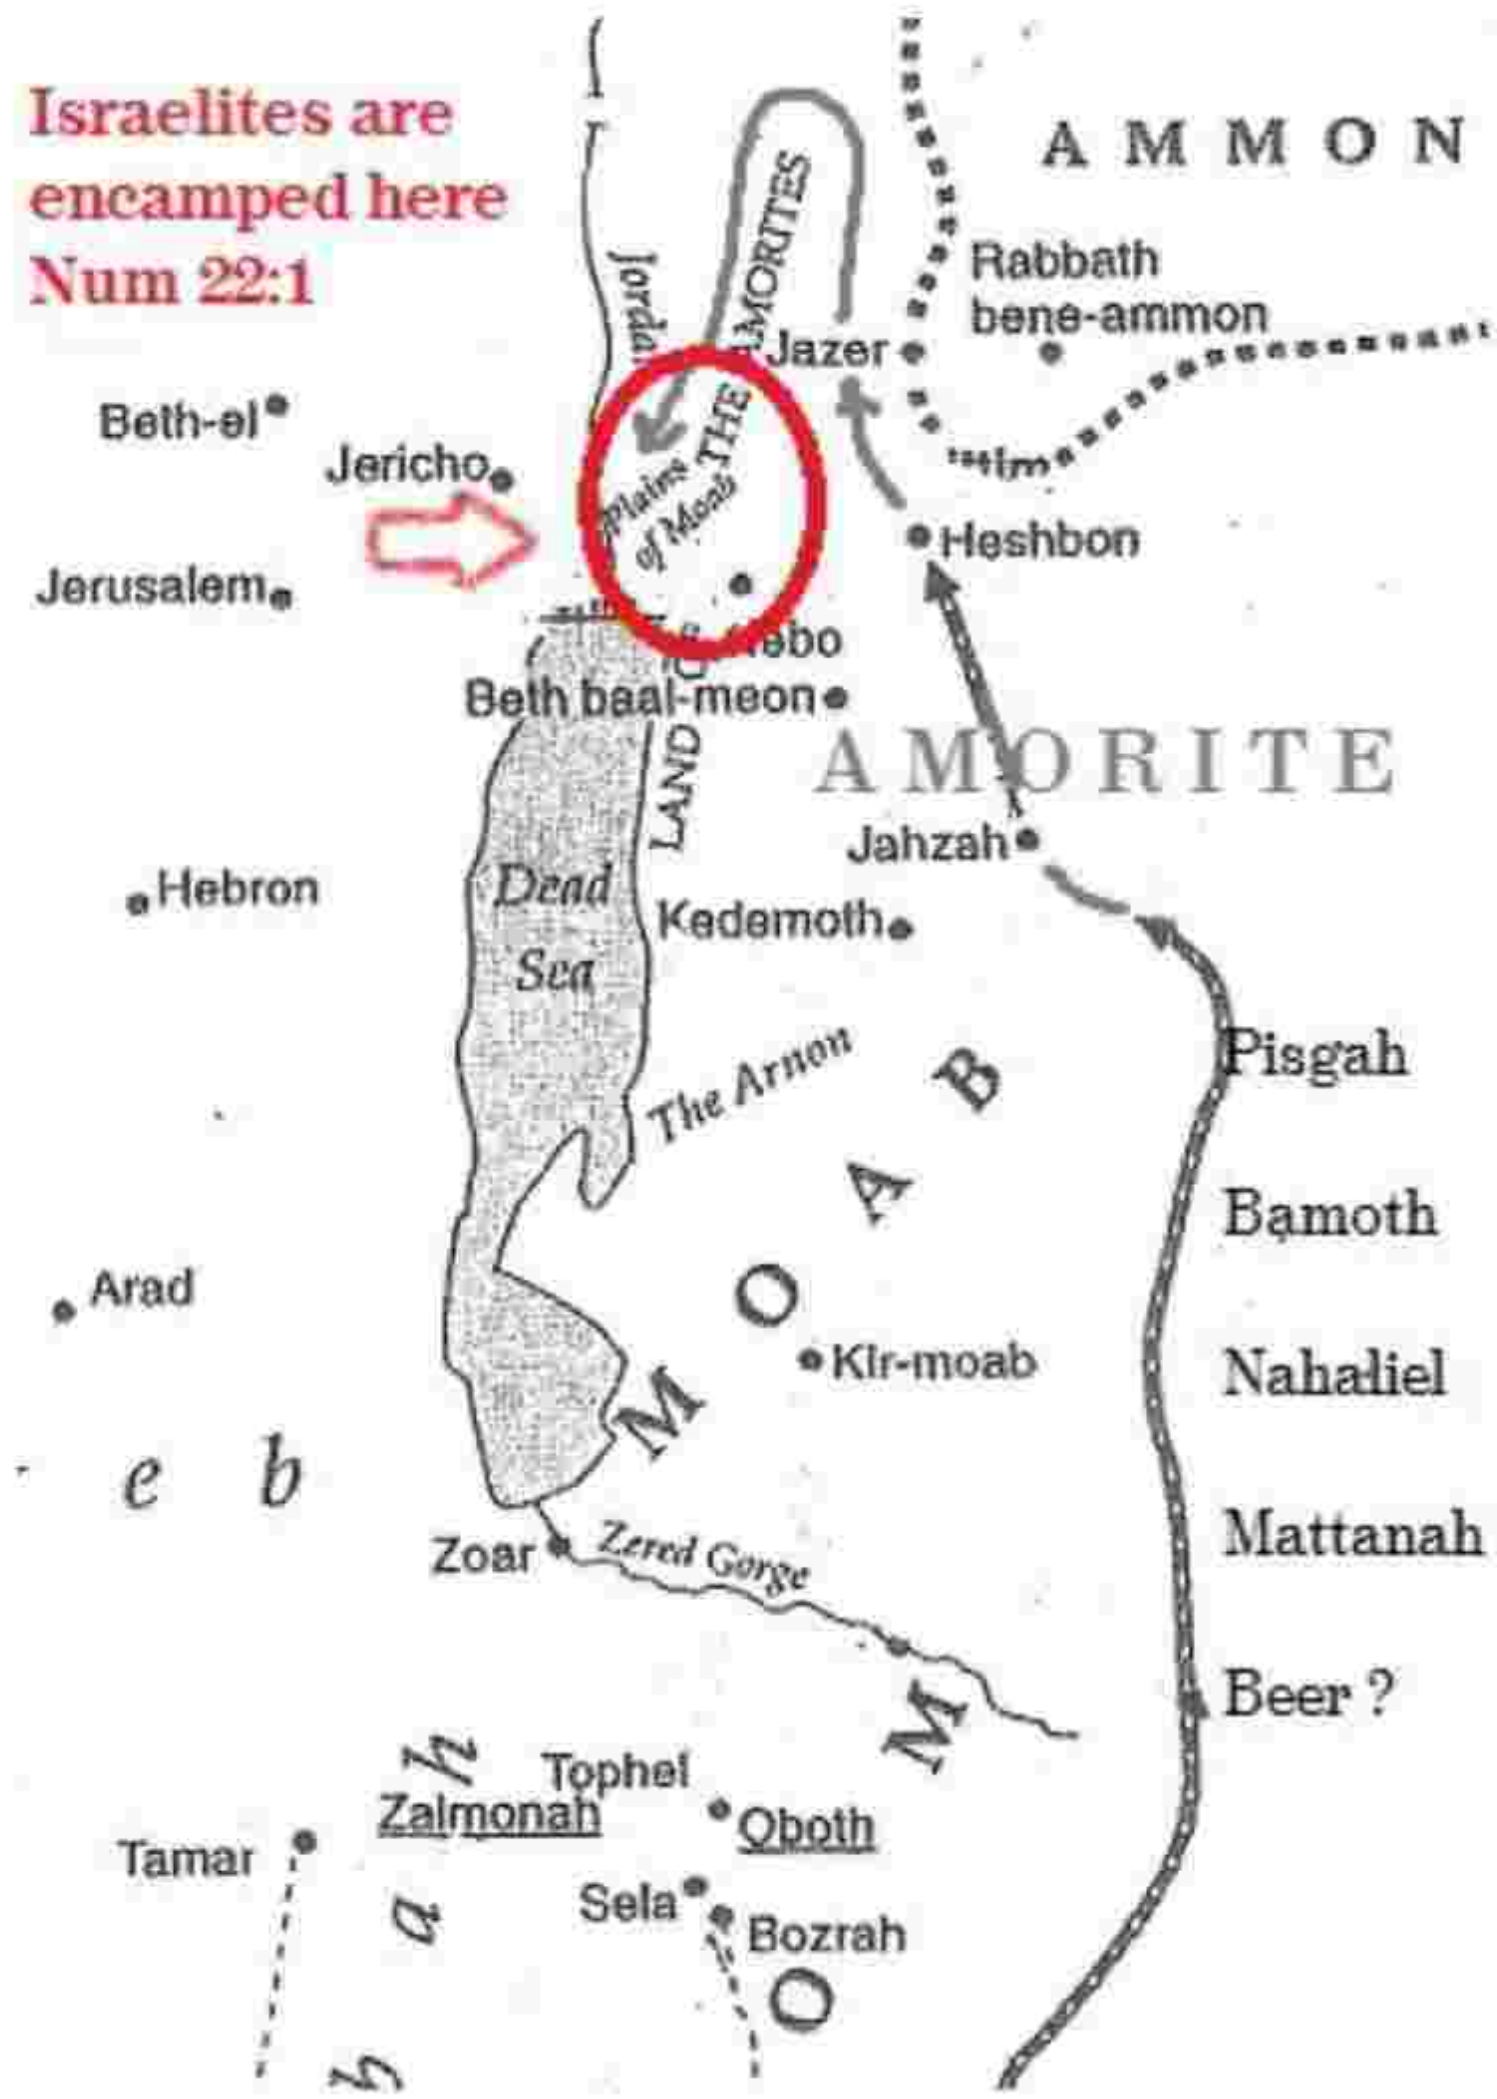 Israelites are
encamped here
Num 22:1
AMMON
Rabbath
bene-ammon
Jazer
Beth-el
Jericho
Plains
of Moab
LAND OF THE AMORITES
Heshbon
Jerusalem
Beth baal-meon
AMORITE
Jahzah
Hebron
Dead
Sea
Kedemoth
The Arnon
Pisgah
MOAB
Bamoth
Arad
Kir-moab
Nahaliel
e b
Mattanah
Zoar
Zered Gorge
Beer ?
M
h
Tophel
Zalmonah
Oboth
Tamar
Sela
a
Bozrah
O